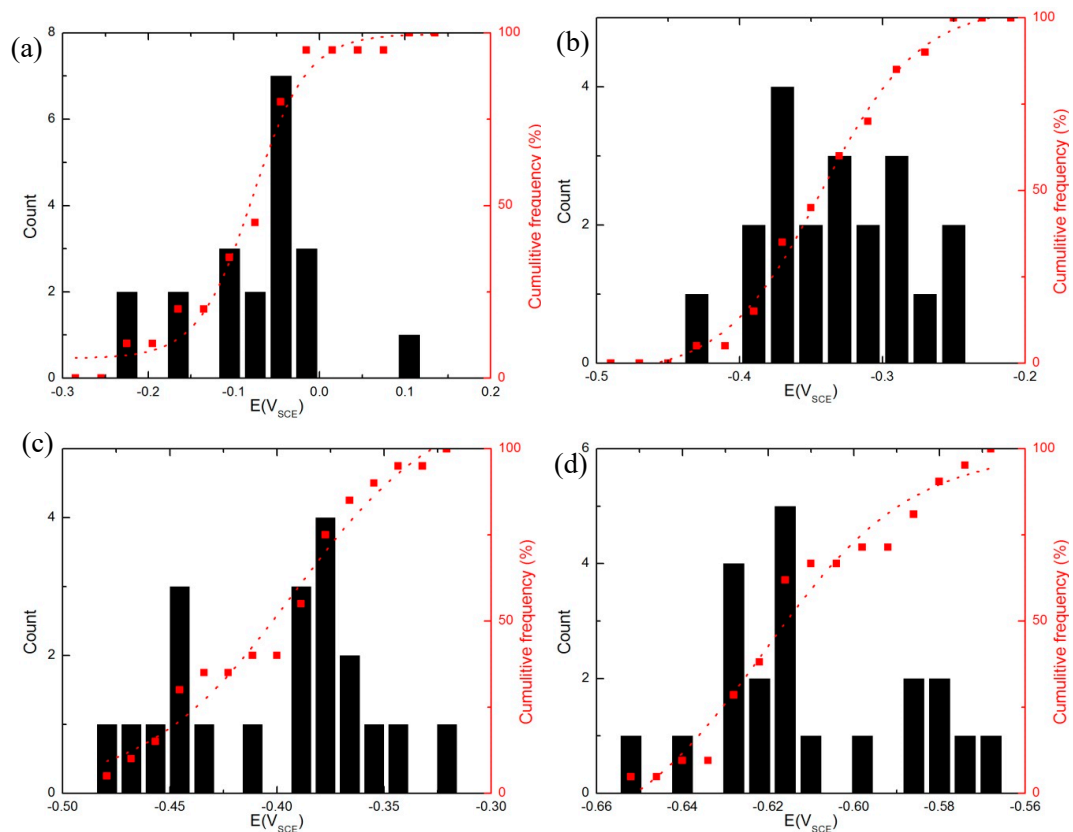 (a)
8
6
4
2
0
Count
100
50
0
Cumulitive frequency (%)
-0.3 -0.2 -0.1 0.0 0.1 0.2
E(V_SCE)
(b)
4
2
0
Count
100
50
0
Cumulitive frequency (%)
-0.5 -0.4 -0.3 -0.2
E(V_SCE)
(c)
4
2
0
Count
100
50
0
Cumulitive frequency (%)
-0.50 -0.45 -0.40 -0.35 -0.30
E(V_SCE)
(d)
6
4
2
0
Count
100
50
0
Cumulitive frequency (%)
-0.66 -0.64 -0.62 -0.60 -0.58 -0.56
E(V_SCE)